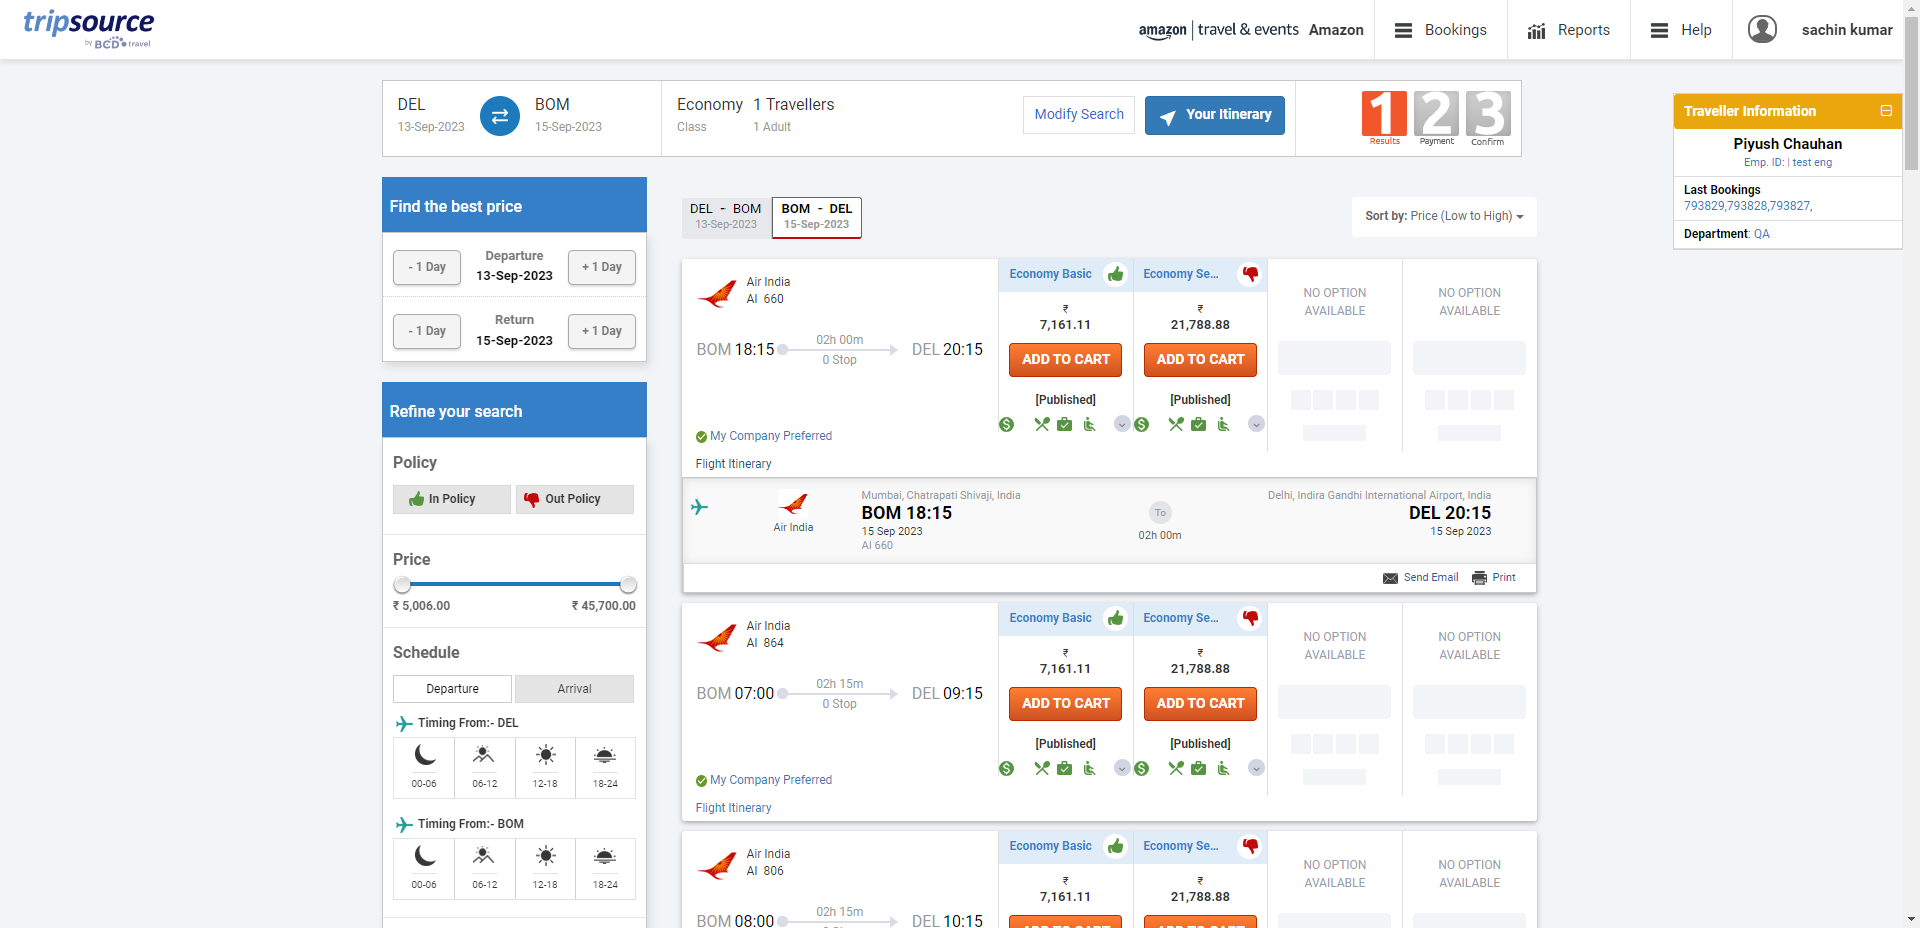 tripsource
by BCD travel
amazon | travel & events Amazon
Bookings
Reports
Help
sachin kumar
DEL
13-Sep-2023
BOM
15-Sep-2023
Economy
Class
1 Travellers
1 Adult
Modify Search
Your Itinerary
1 Results
2 Payment
3 Confirm
Traveller Information
Piyush Chauhan
Emp. ID: | test eng
Last Bookings
793829,793828,793827,
Department: QA
Find the best price
- 1 Day
Departure
13-Sep-2023
+ 1 Day
- 1 Day
Return
15-Sep-2023
+ 1 Day
Refine your search
Policy
In Policy
Out Policy
Price
₹ 5,006.00
₹ 45,700.00
Schedule
Departure
Arrival
Timing From:- DEL
00-06
06-12
12-18
18-24
Timing From:- BOM
00-06
06-12
12-18
18-24
DEL - BOM
13-Sep-2023
BOM - DEL
15-Sep-2023
Sort by: Price (Low to High)
Air India
AI 660
BOM 18:15
02h 00m
0 Stop
DEL 20:15
My Company Preferred
Flight Itinerary
Economy Basic
₹
7,161.11
ADD TO CART
[Published]
Economy Se...
₹
21,788.88
ADD TO CART
[Published]
NO OPTION
AVAILABLE
NO OPTION
AVAILABLE
Air India
Mumbai, Chatrapati Shivaji, India
BOM 18:15
15 Sep 2023
AI 660
To
02h 00m
Delhi, Indira Gandhi International Airport, India
DEL 20:15
15 Sep 2023
Send Email
Print
Air India
AI 864
BOM 07:00
02h 15m
0 Stop
DEL 09:15
My Company Preferred
Flight Itinerary
Economy Basic
₹
7,161.11
ADD TO CART
[Published]
Economy Se...
₹
21,788.88
ADD TO CART
[Published]
NO OPTION
AVAILABLE
NO OPTION
AVAILABLE
Air India
AI 806
BOM 08:00
02h 15m
0 Stop
DEL 10:15
Economy Basic
₹
7,161.11
ADD TO CART
Economy Se...
₹
21,788.88
ADD TO CART
NO OPTION
AVAILABLE
NO OPTION
AVAILABLE